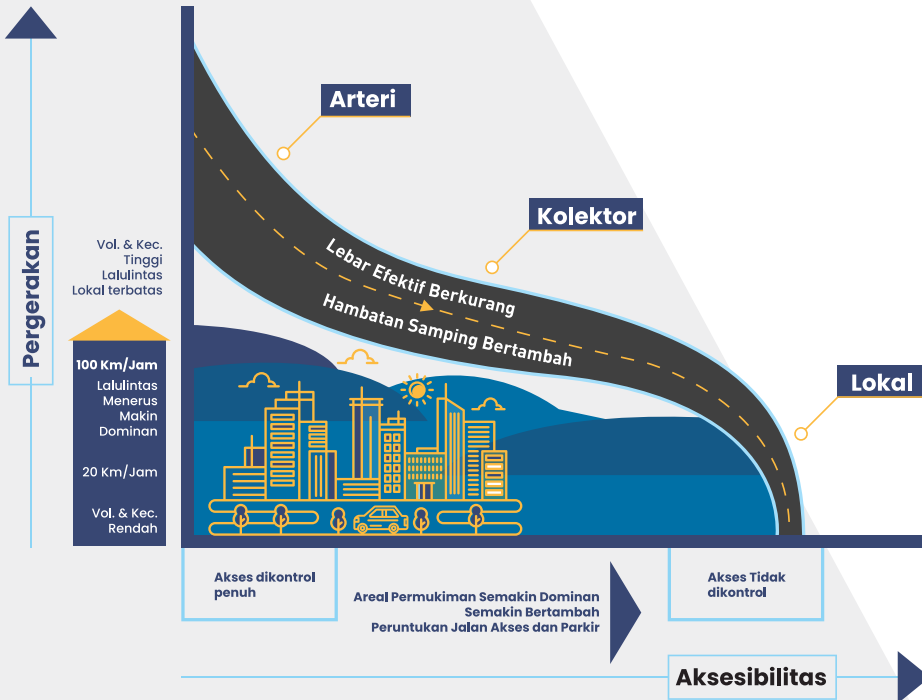 Arteri
Kolektor
Lokal
Lebar Efektif Berkurang
Hambatan Samping Bertambah
Pergerakan
Vol. & Kec.
Tinggi
Lalulintas
Lokal terbatas
100 Km/Jam
Lalulintas
Menerus
Makin
Dominan
20 Km/Jam
Vol. & Kec.
Rendah
Akses dikontrol
penuh
Areal Permukiman Semakin Dominan
Semakin Bertambah
Peruntukan Jalan Akses dan Parkir
Akses Tidak
dikontrol
Aksesibilitas